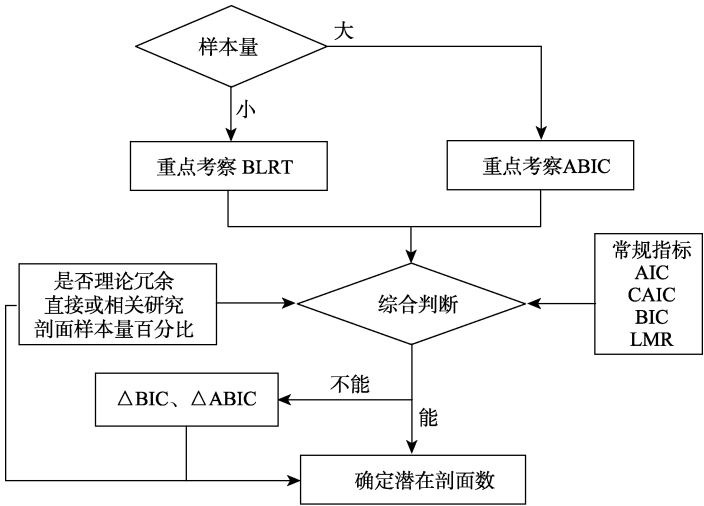 样本量
大
小
重点考察 BLRT
重点考察ABIC
是否理论冗余
直接或相关研究
剖面样本量百分比
综合判断
常规指标
AIC
CAIC
BIC
LMR
不能
△BIC、△ABIC
能
确定潜在剖面数